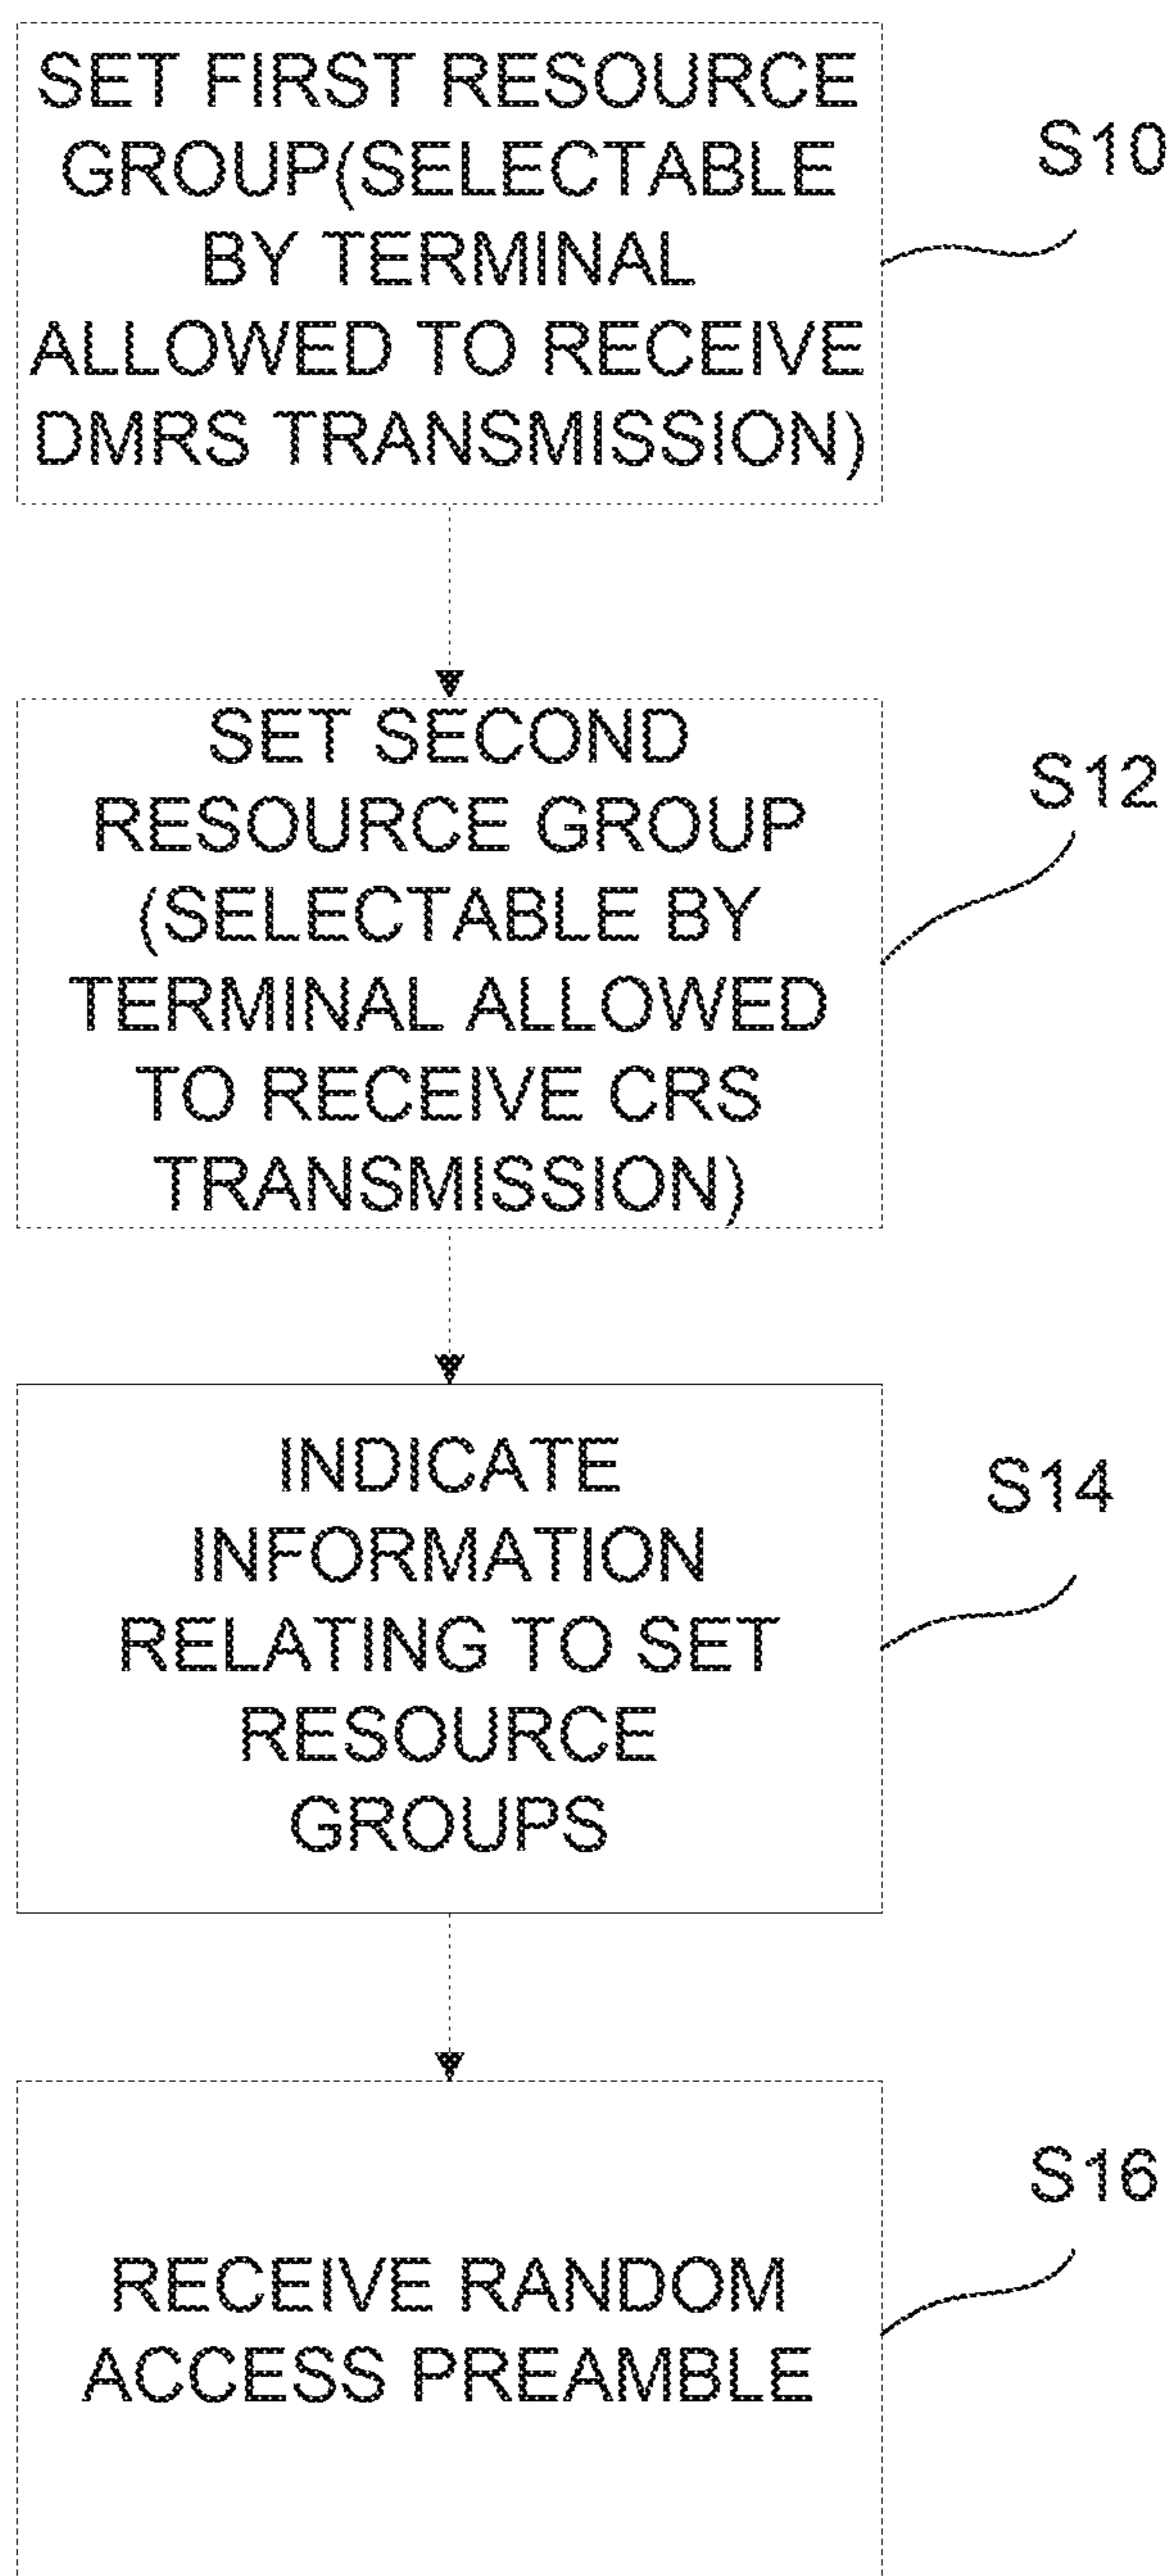 SET FIRST RESOURCE
GROUP(SELECTABLE
BY TERMINAL
ALLOWED TO RECEIVE
DMRS TRANSMISSION)
S10
SET SECOND
RESOURCE GROUP
(SELECTABLE BY
TERMINAL ALLOWED
TO RECEIVE CRS
TRANSMISSION)
S12
INDICATE
INFORMATION
RELATING TO SET
RESOURCE
GROUPS
S14
RECEIVE RANDOM
ACCESS PREAMBLE
S16